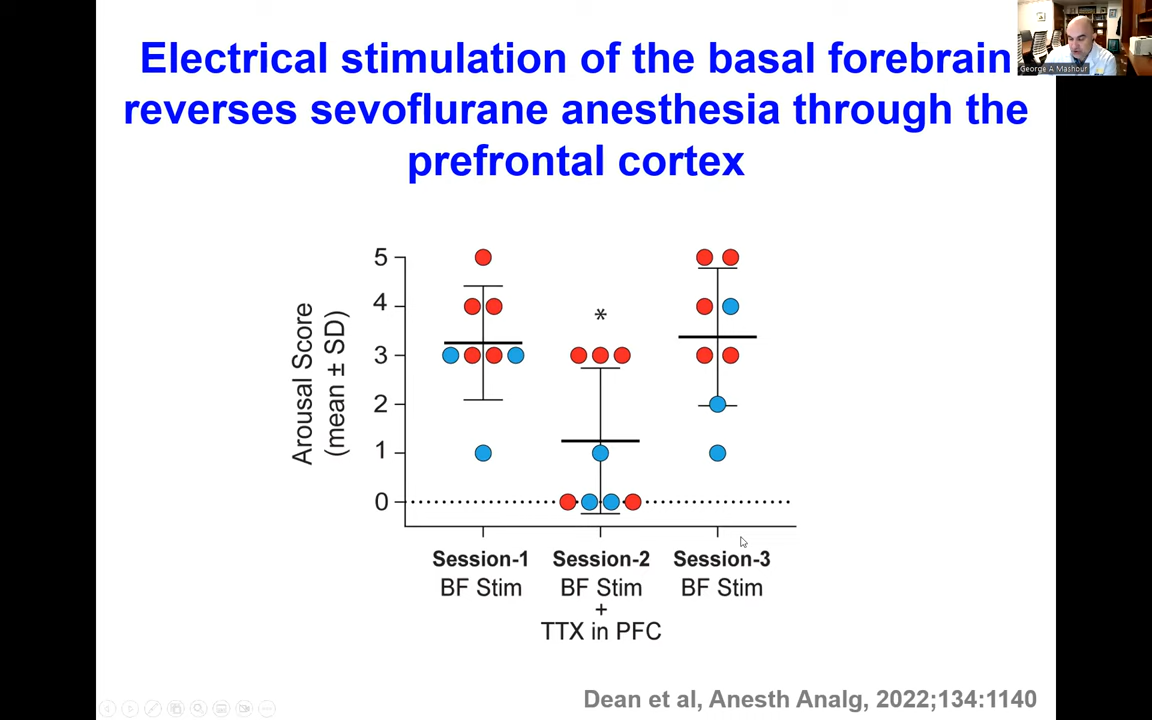 Electrical stimulation of the basal forebrain
reverses sevoflurane anesthesia through the
prefrontal cortex
George A Mashour
Arousal Score
(mean ± SD)
5
4
3
2
1
0
*
Session-1 Session-2 Session-3
BF Stim BF Stim BF Stim
+
TTX in PFC
Dean et al, Anesth Analg, 2022;134:1140